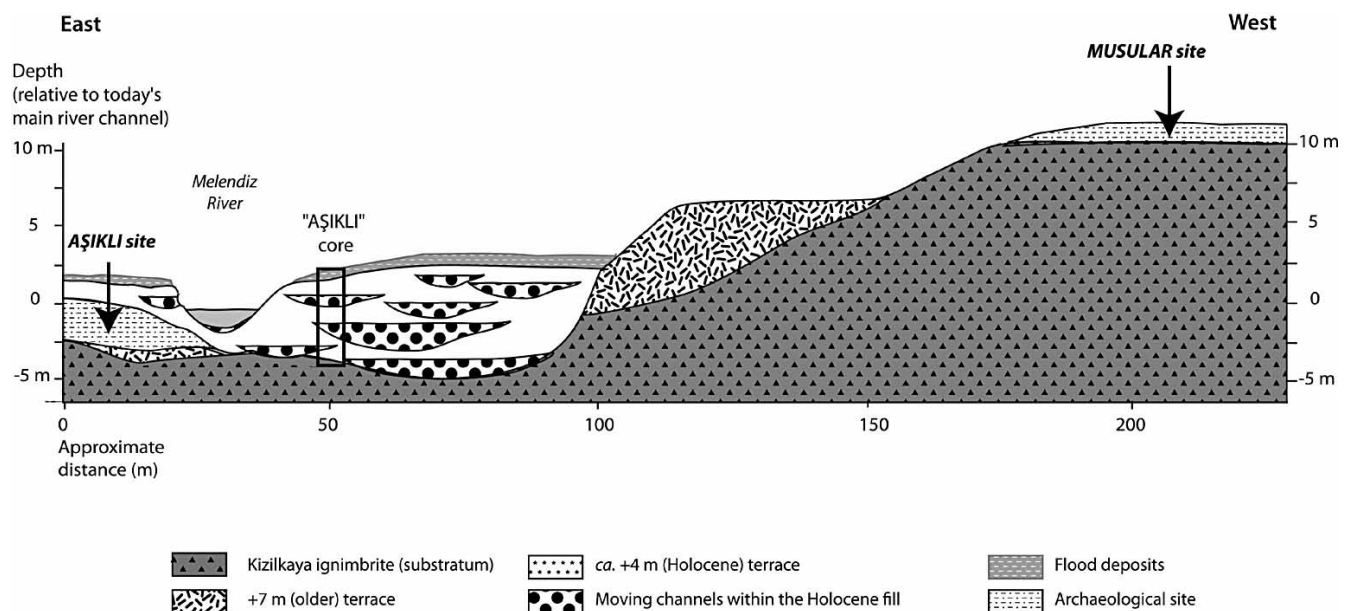 East
West
MUSULAR site
Depth
(relative to today's
main river channel)
10 m
10 m
Melendiz
River
"AŞIKLI"
core
5
5
AŞIKLI site
0
0
-5 m
-5 m
0
50
100
150
200
Approximate
distance (m)
Kizilkaya ignimbrite (substratum)
ca. +4 m (Holocene) terrace
Flood deposits
+7 m (older) terrace
Moving channels within the Holocene fill
Archaeological site